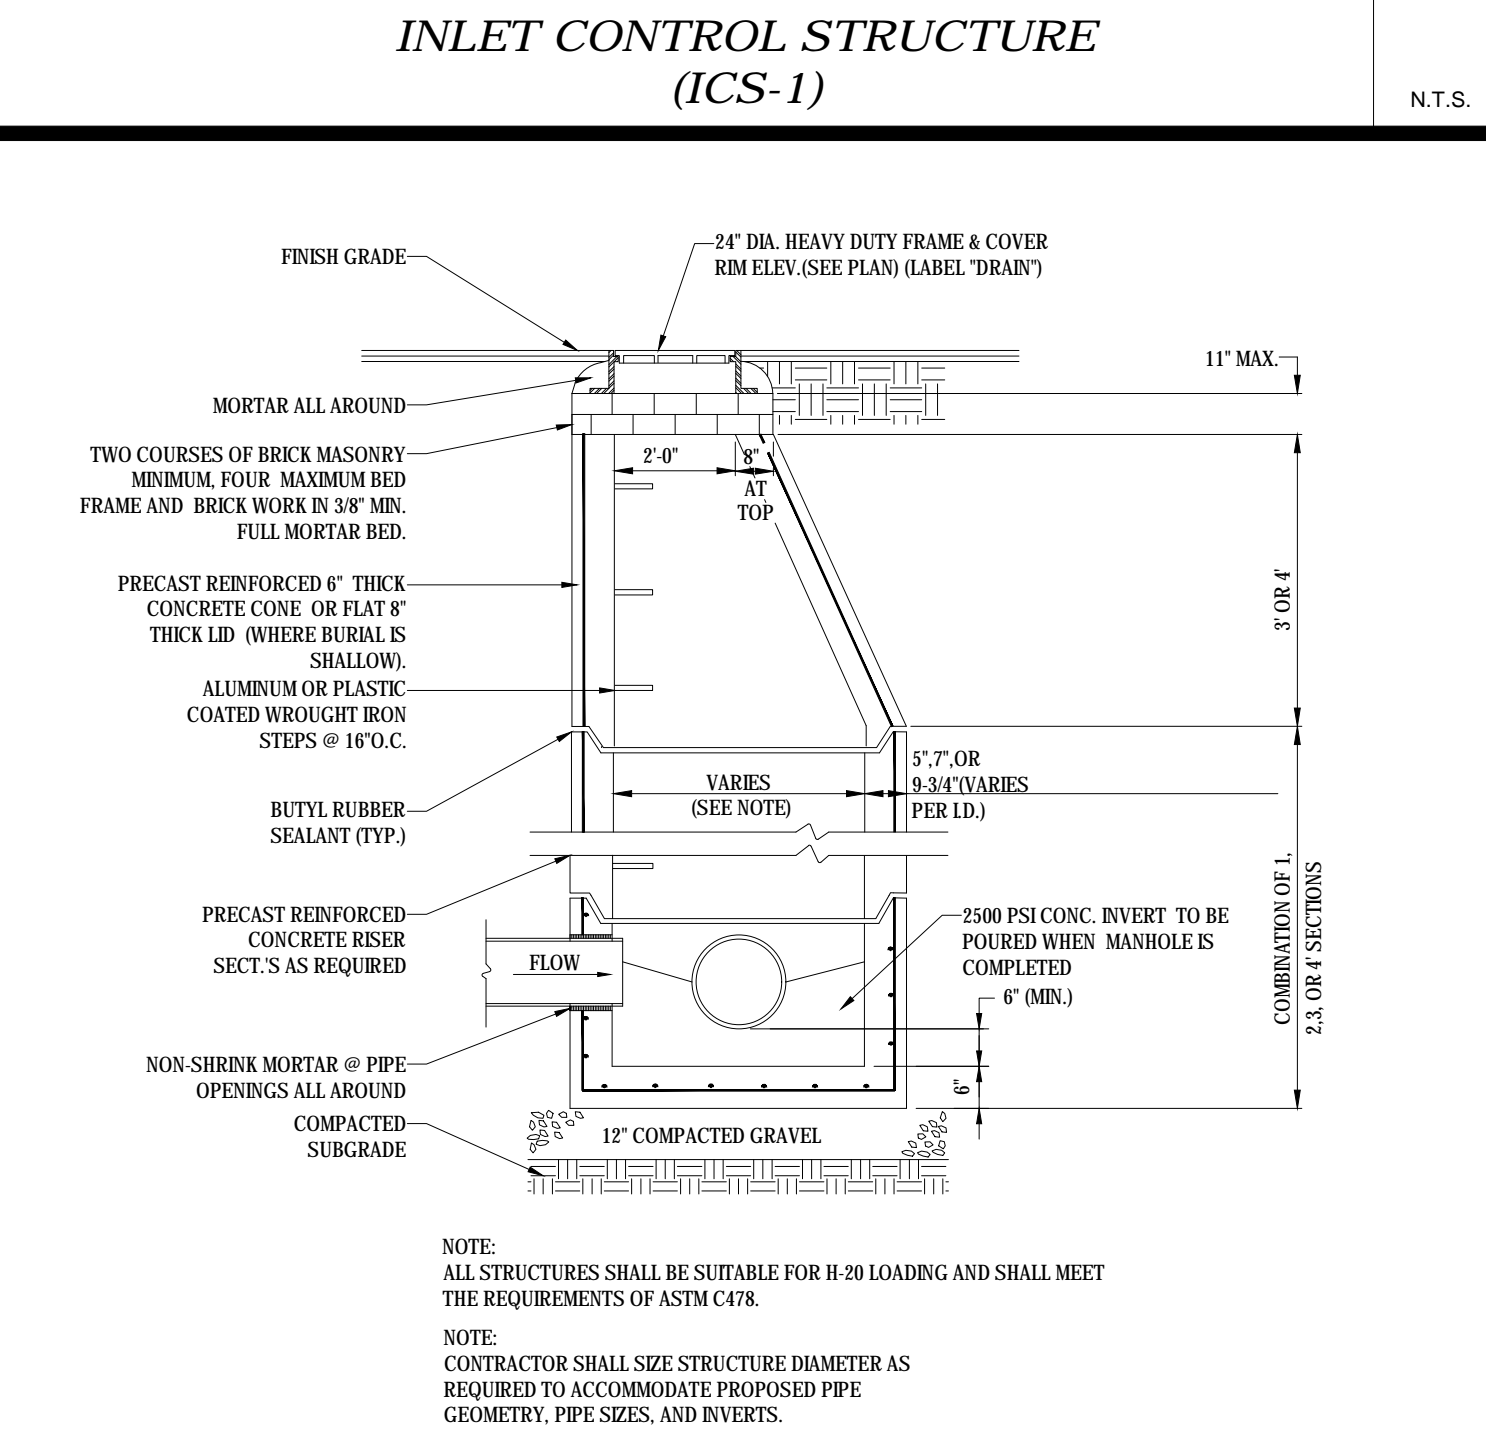 INLET CONTROL STRUCTURE
(ICS-1)
N.T.S.
FINISH GRADE
24" DIA. HEAVY DUTY FRAME & COVER
RIM ELEV.(SEE PLAN) (LABEL "DRAIN")
11" MAX.
MORTAR ALL AROUND
TWO COURSES OF BRICK MASONRY
MINIMUM, FOUR MAXIMUM BED
FRAME AND BRICK WORK IN 3/8" MIN.
FULL MORTAR BED.
2'-0"
8"
AT
TOP
PRECAST REINFORCED 6" THICK
CONCRETE CONE OR FLAT 8"
THICK LID (WHERE BURIAL IS
SHALLOW).
3' OR 4'
ALUMINUM OR PLASTIC
COATED WROUGHT IRON
STEPS @ 16"O.C.
BUTYL RUBBER
SEALANT (TYP.)
VARIES
(SEE NOTE)
5",7",OR
9-3/4"(VARIES
PER I.D.)
PRECAST REINFORCED
CONCRETE RISER
SECT.'S AS REQUIRED
FLOW
2500 PSI CONC. INVERT TO BE
POURED WHEN MANHOLE IS
COMPLETED
6" (MIN.)
COMBINATION OF 1,
2,3, OR 4' SECTIONS
NON-SHRINK MORTAR @ PIPE
OPENINGS ALL AROUND
6"
COMPACTED
SUBGRADE
12" COMPACTED GRAVEL
NOTE:
ALL STRUCTURES SHALL BE SUITABLE FOR H-20 LOADING AND SHALL MEET
THE REQUIREMENTS OF ASTM C478.
NOTE:
CONTRACTOR SHALL SIZE STRUCTURE DIAMETER AS
REQUIRED TO ACCOMMODATE PROPOSED PIPE
GEOMETRY, PIPE SIZES, AND INVERTS.